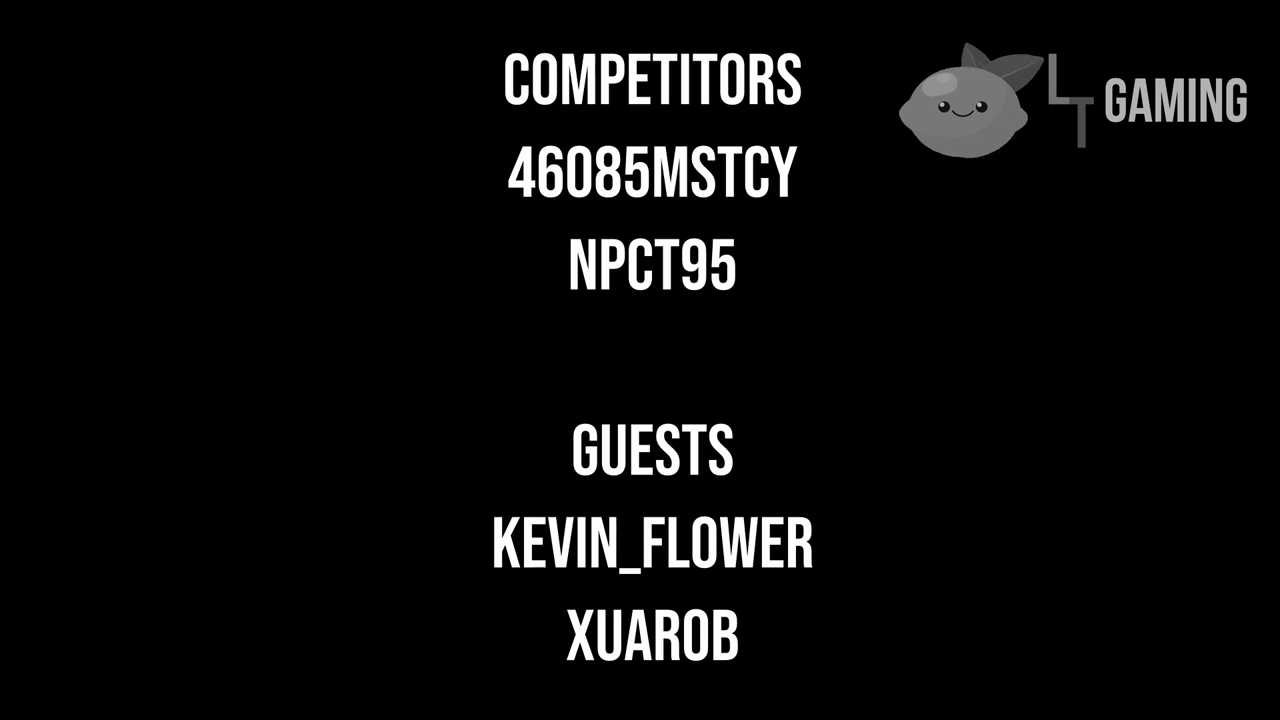 COMPETITORS
46085MSTCY
NPCT95
GUESTS
KEVIN_FLOWER
XUAROB
LT GAMING